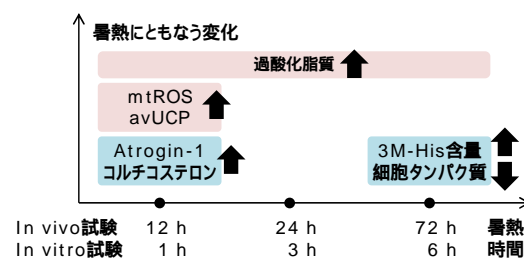 暑熱にともなう変化
過酸化脂質
mtROS
avUCP
Atrogin-1
コルチコステロン
3M-His含量
細胞タンパク質
In vivo試験 12 h 24 h 72 h 暑熱
In vitro試験 1 h 3 h 6 h 時間